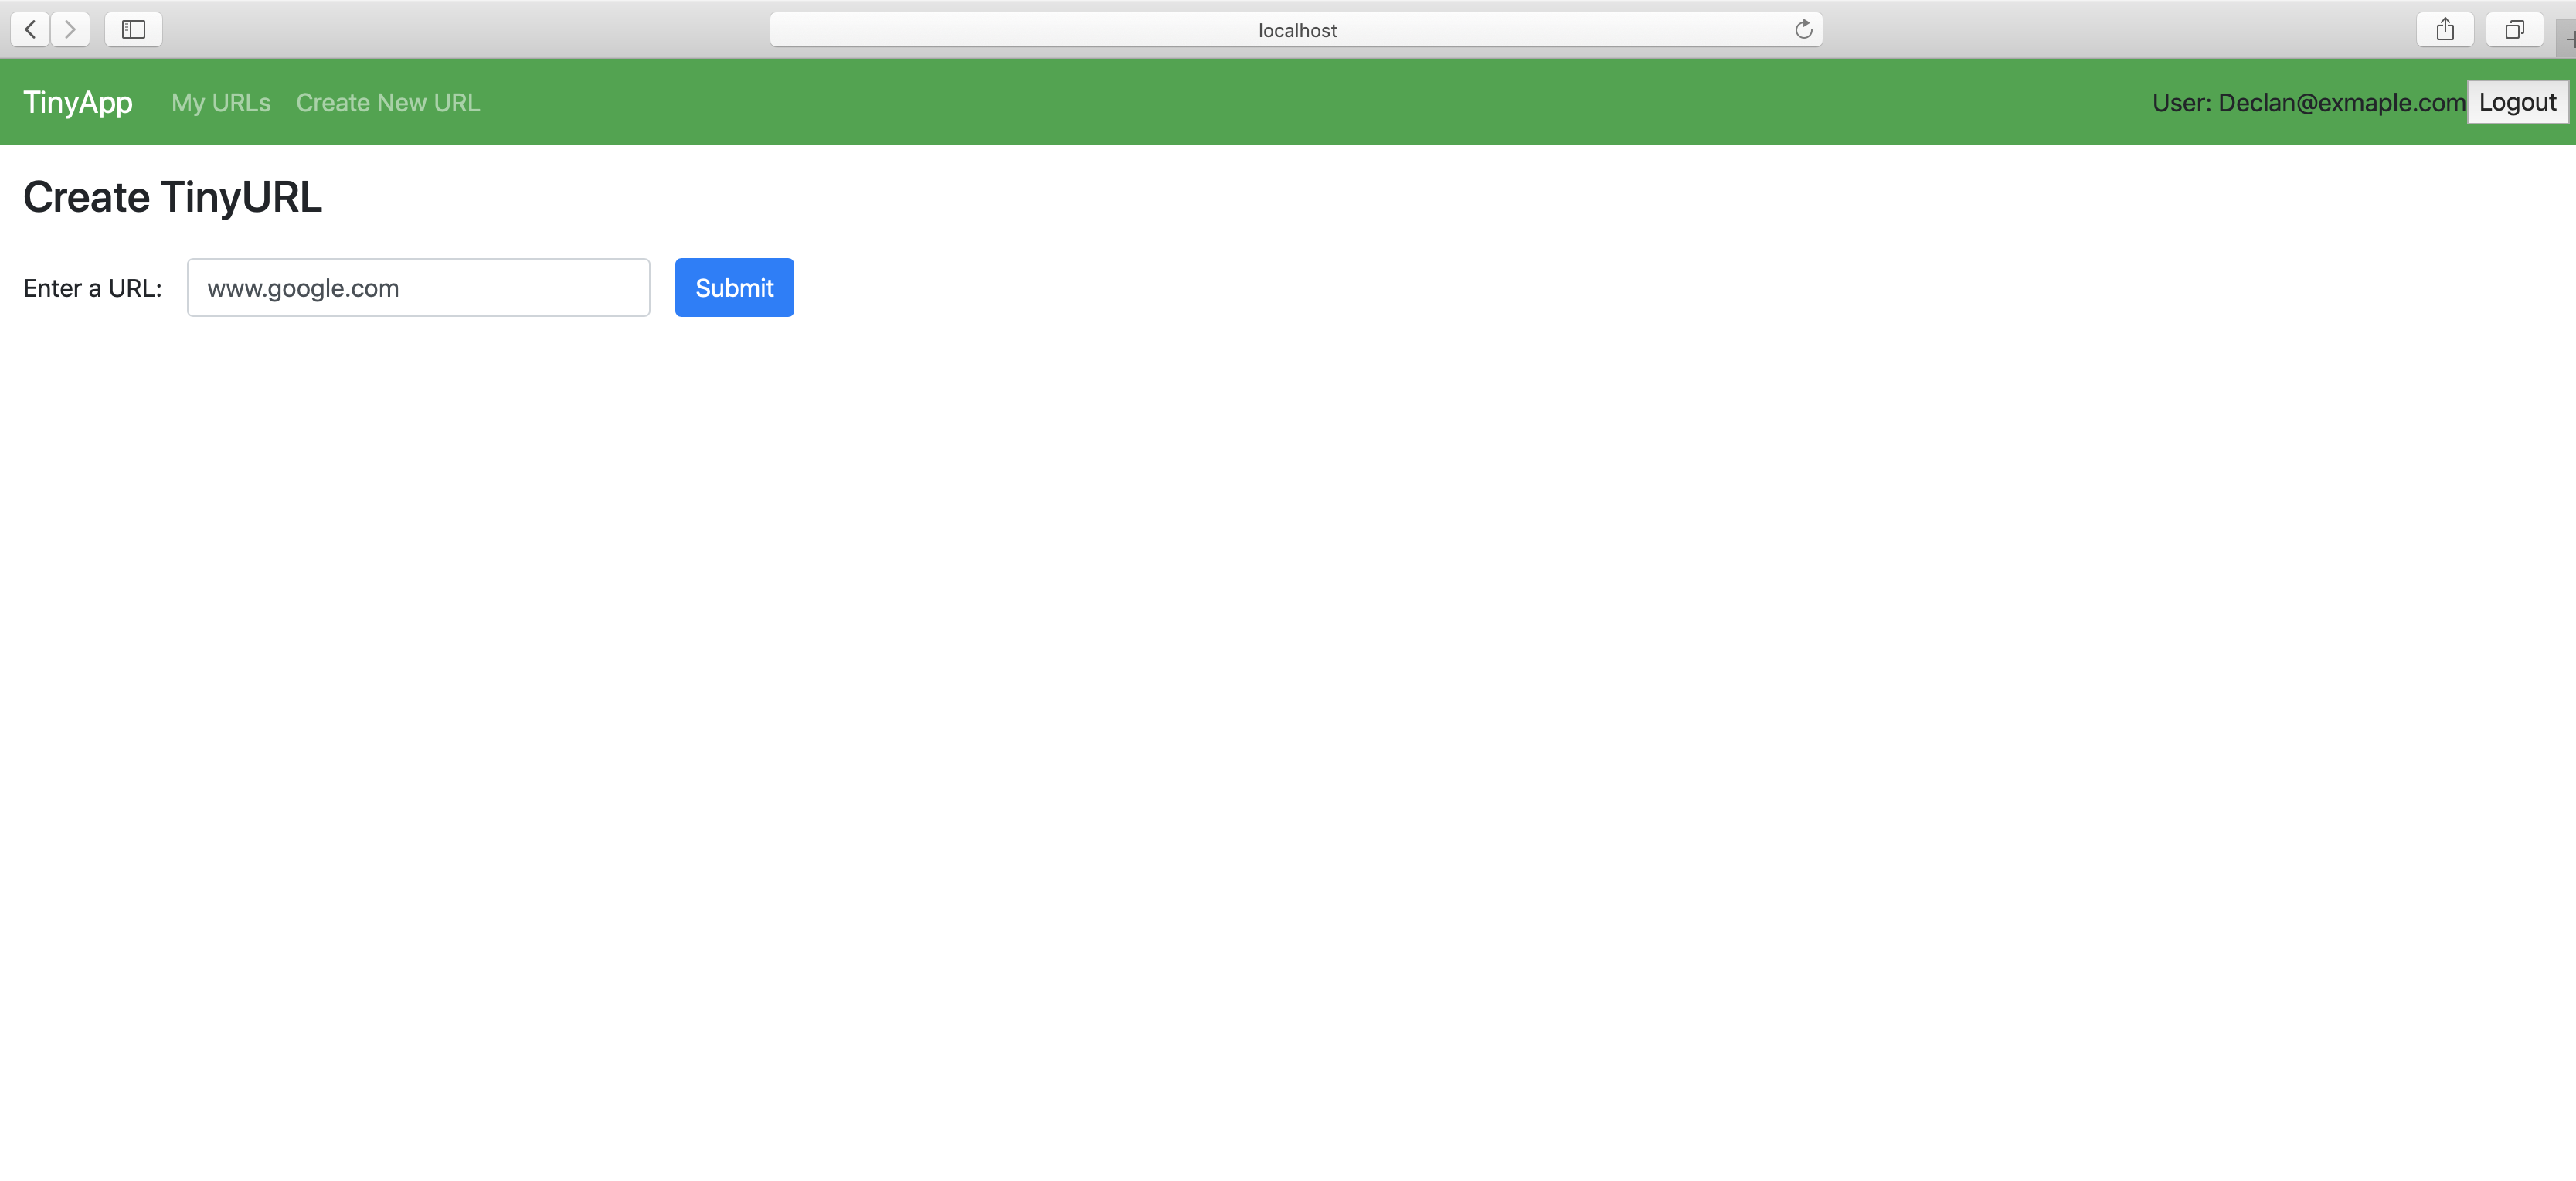 localhost
TinyApp My URLs Create New URL User: Declan@exmaple.com Logout
Create TinyURL
Enter a URL: www.google.com Submit